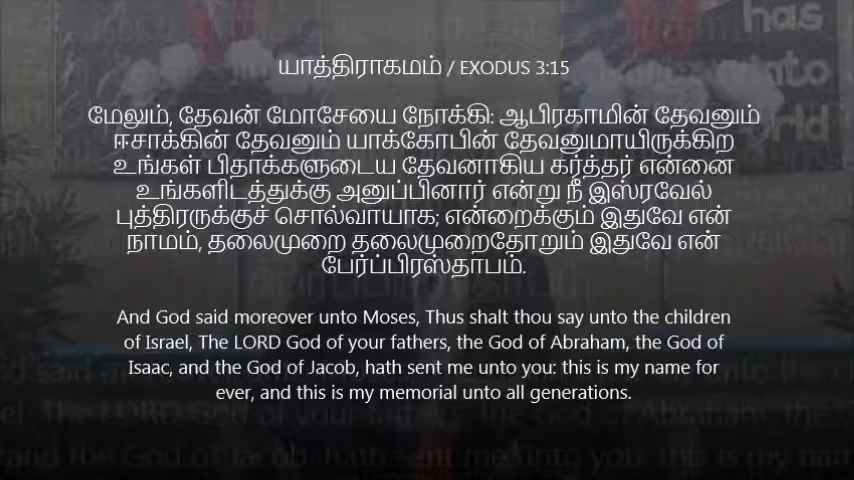 has
into
world
யாத்திராகமம் / EXODUS 3:15
மேலும், தேவன் மோசேயை நோக்கி: ஆபிரகாமின் தேவனும்
ஈசாக்கின் தேவனும் யாக்கோபின் தேவனுமாயிருக்கிற
உங்கள் பிதாக்களுடைய தேவனாகிய கர்த்தர் என்னை
உங்களிடத்துக்கு அனுப்பினார் என்று நீ இஸ்ரவேல்
புத்திரருக்குச் சொல்வாயாக; என்றைக்கும் இதுவே என்
நாமம், தலைமுறை தலைமுறைதோறும் இதுவே என்
பேர்ப்பிரஸ்தாபம்.
And God said moreover unto Moses, Thus shalt thou say unto the children
of Israel, The LORD God of your fathers, the God of Abraham, the God of
Isaac, and the God of Jacob, hath sent me unto you: this is my name for
ever, and this is my memorial unto all generations.